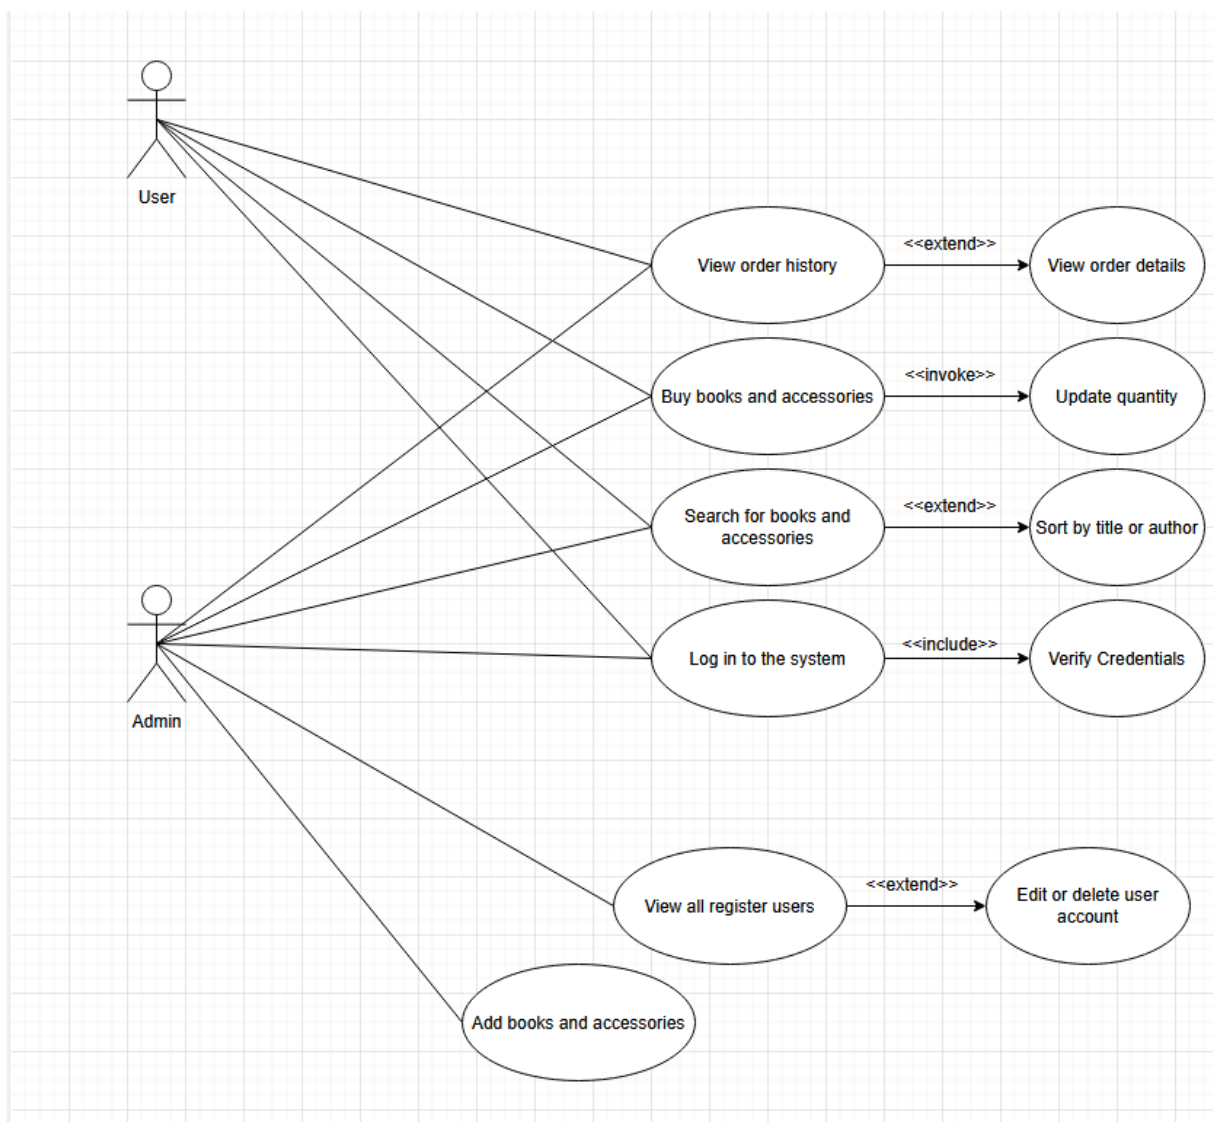 User
View order history
<<extend>>
View order details
Buy books and accessories
<<invoke>>
Update quantity
Search for books and
accessories
<<extend>>
Sort by title or author
Admin
Log in to the system
<<include>>
Verify Credentials
View all register users
<<extend>>
Edit or delete user
account
Add books and accessories